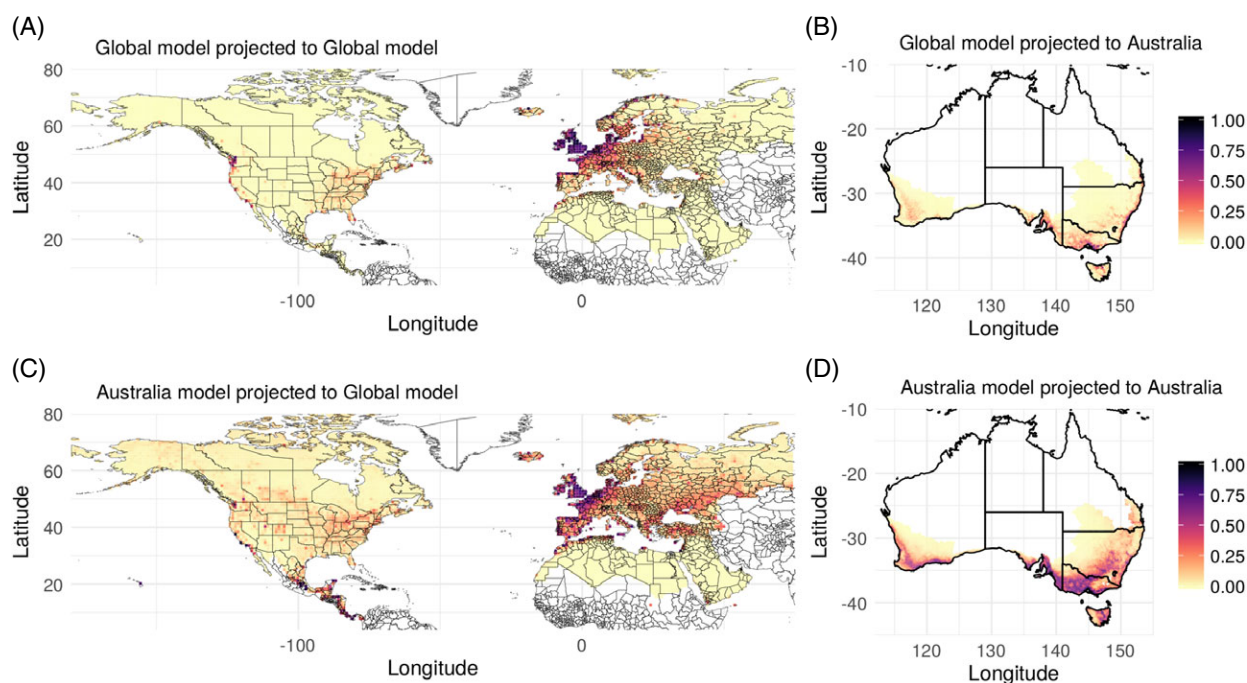 (A)
Global model projected to Global model
80
60
40
20
Latitude
-100
0
Longitude
(B)
Global model projected to Australia
-10
-20
-30
-40
Latitude
120
130
140
150
Longitude
1.00
0.75
0.50
0.25
0.00
(C)
Australia model projected to Global model
80
60
40
20
Latitude
-100
0
Longitude
(D)
Australia model projected to Australia
-10
-20
-30
-40
Latitude
120
130
140
150
Longitude
1.00
0.75
0.50
0.25
0.00